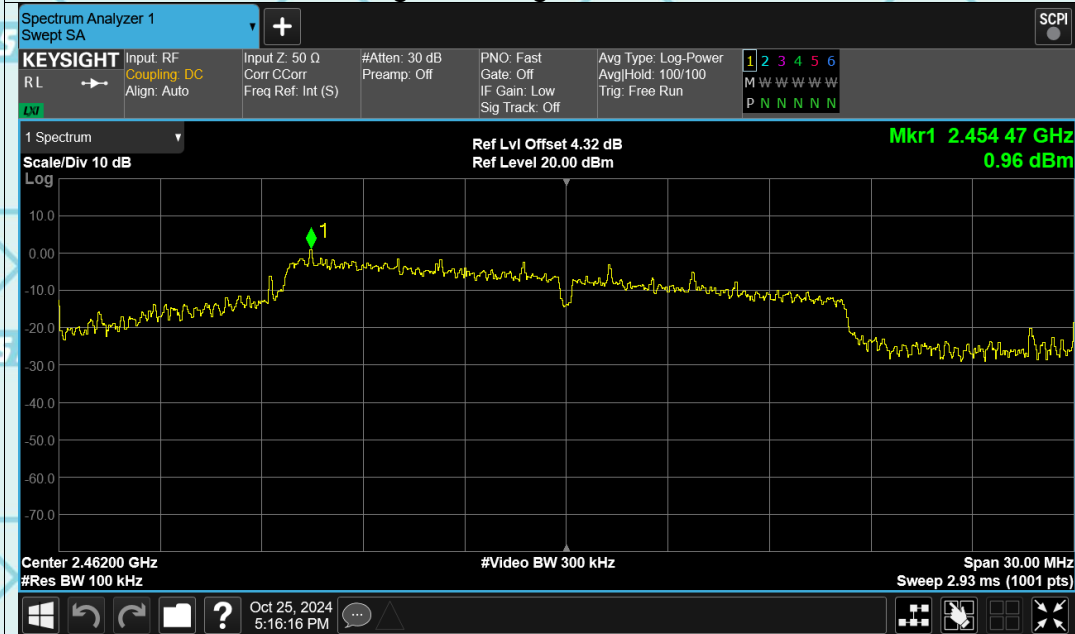 Spectrum Analyzer 1
Swept SA
+
SCPI
KEYSIGHT
R L
LXI
Input: RF
Coupling: DC
Align: Auto
Input Z: 50 Ω
Corr CCorr
Freq Ref: Int (S)
#Atten: 30 dB
Preamp: Off
PNO: Fast
Gate: Off
IF Gain: Low
Sig Track: Off
Avg Type: Log-Power
Avg|Hold: 100/100
Trig: Free Run
1 2 3 4 5 6
M W W W W W
P N N N N N
1 Spectrum
Scale/Div 10 dB
Log
Ref Lvl Offset 4.32 dB
Ref Level 20.00 dBm
Mkr1 2.454 47 GHz
0.96 dBm
1
10.0
0.00
-10.0
-20.0
-30.0
-40.0
-50.0
-60.0
-70.0
Center 2.46200 GHz
#Res BW 100 kHz
#Video BW 300 kHz
Span 30.00 MHz
Sweep 2.93 ms (1001 pts)
?
Oct 25, 2024
5:16:16 PM